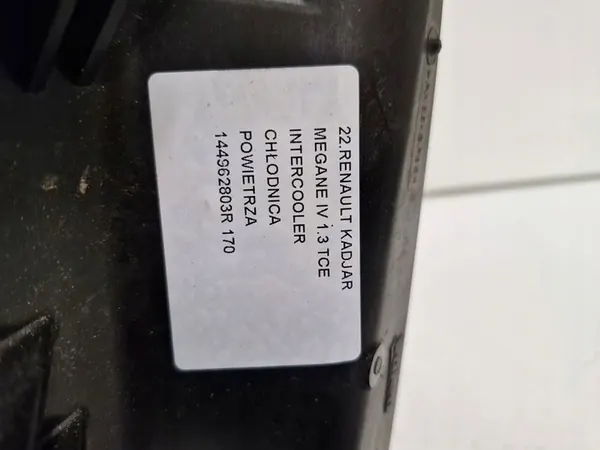 22.RENAULT KADJAR
MEGANE IV 1.3 TCE
INTERCOOLER
CHŁODNICA
POWIETRZA
144962803R 170